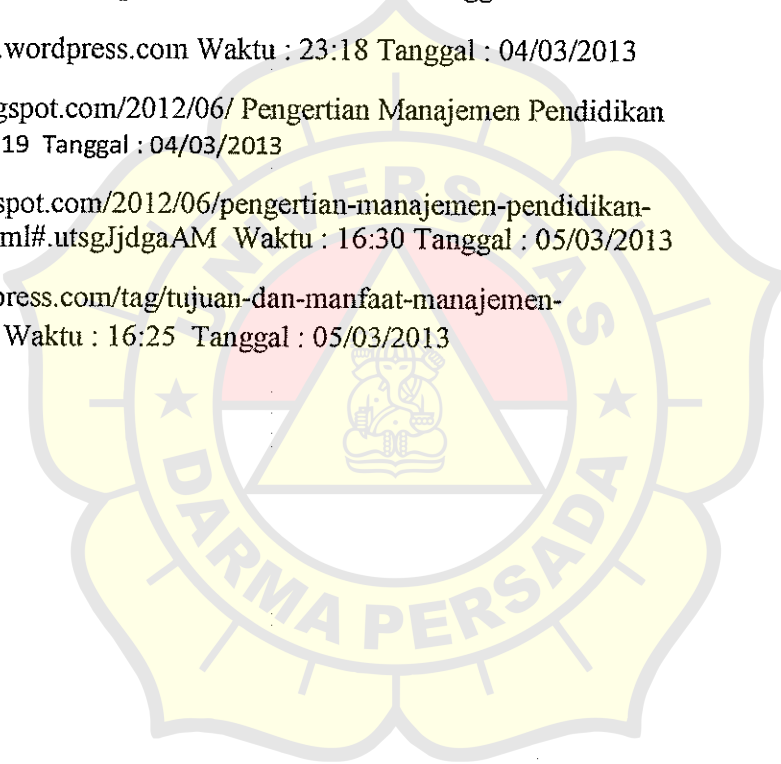 .wordpress.com Waktu : 23:18 Tanggal : 04/03/2013
gspot.com/2012/06/ Pengertian Manajemen Pendidikan
19 Tanggal : 04/03/2013
spot.com/2012/06/pengertian-manajemen-pendidikan-
ml#.utsgJjdgaAM Waktu : 16:30 Tanggal : 05/03/2013
press.com/tag/tujuan-dan-manfaat-manajemen-
Waktu : 16:25 Tanggal : 05/03/2013
UNIVERSITAS
DARMA PERSADA